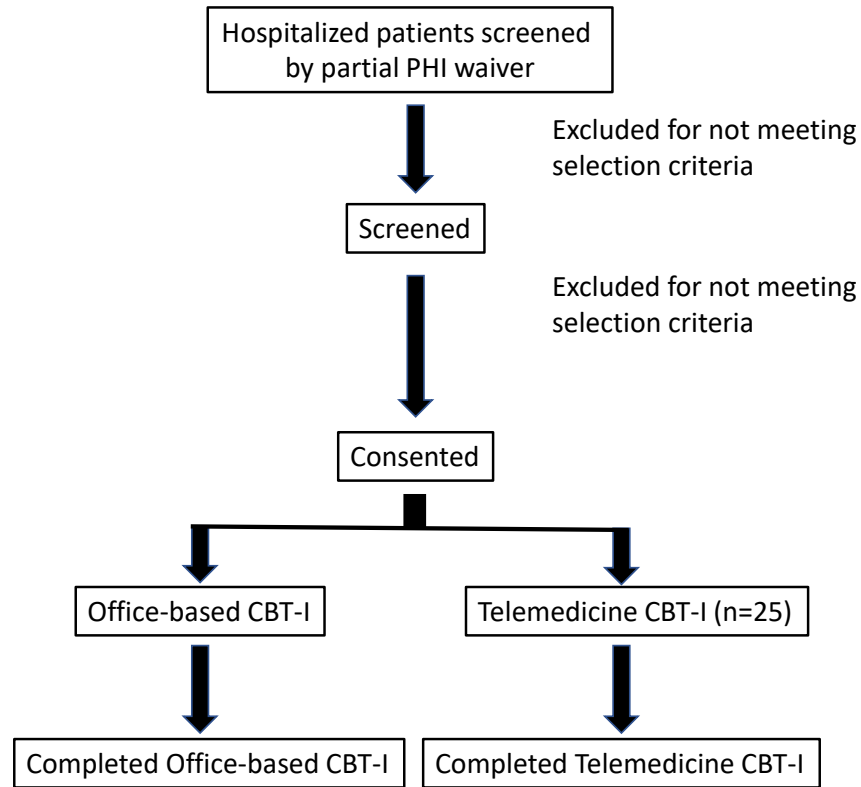 Hospitalized patients screened
by partial PHI waiver
Excluded for not meeting
selection criteria
Screened
Excluded for not meeting
selection criteria
Consented
Office-based CBT-I
Telemedicine CBT-I (n=25)
Completed Office-based CBT-I
Completed Telemedicine CBT-I